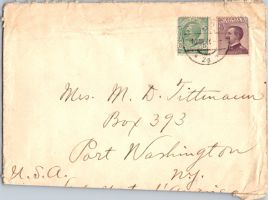 Mrs. M. D. Tittmann
Box 393
Port Washington
N.Y.
U.S.A.